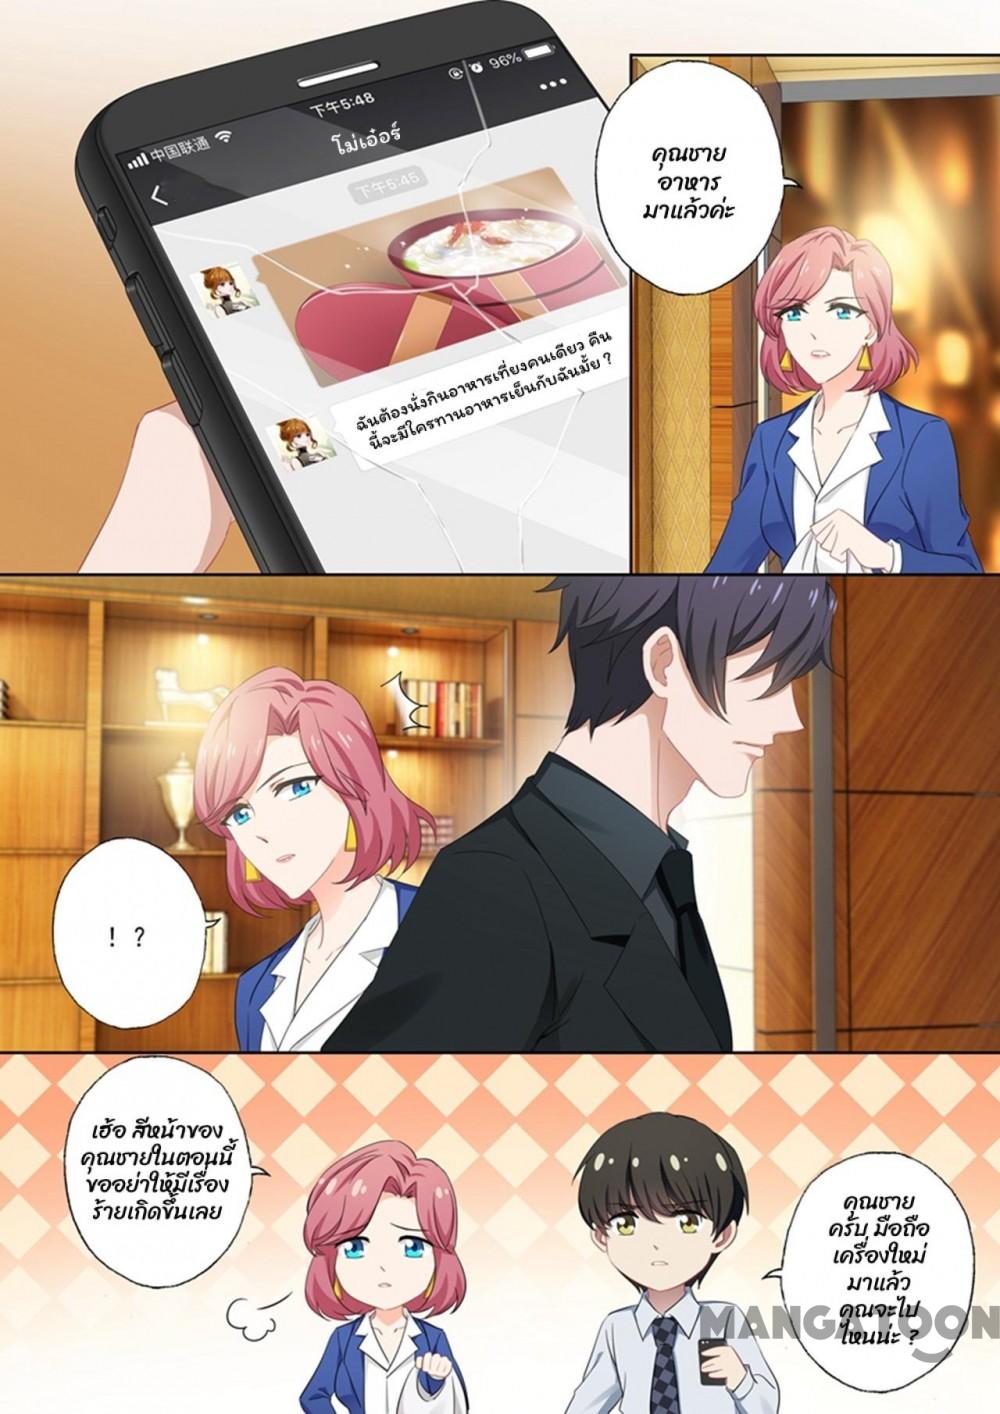 96%
中国联通
下午5:48
โม่เอ๋อร์
下午5:45
ฉันต้องนั่งกินอาหารเที่ยงคนเดียว คืน
นี้จะมีใครทานอาหารเย็นกับฉันมั้ย ?
คุณชาย
อาหาร
มาแล้วค่ะ
！？
เฮ้อ สีหน้าของ
คุณชายในตอนนี้
ขออย่าให้มีเรื่อง
ร้ายเกิดขึ้นเลย
คุณชาย
ครับ มือถือ
เครื่องใหม่
มาแล้ว
คุณจะไป
ไหนน่ะ ?
MANGATOON